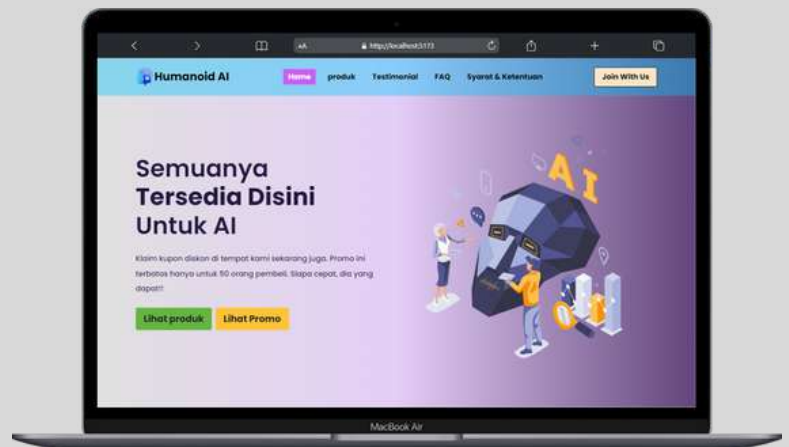 AA
http://localhost:5173
Humanoid AI
Home
produk
Testimonial
FAQ
Syarat & Ketentuan
Join With Us
Semuanya
Tersedia Disini
Untuk AI
Klaim kupon diskon di tempat kami sekarang juga. Promo ini
terbatas hanya untuk 50 orang pembeli. Siapa cepat, dia yang
dapat!!
Lihat produk
Lihat Promo
AI
MacBook Air